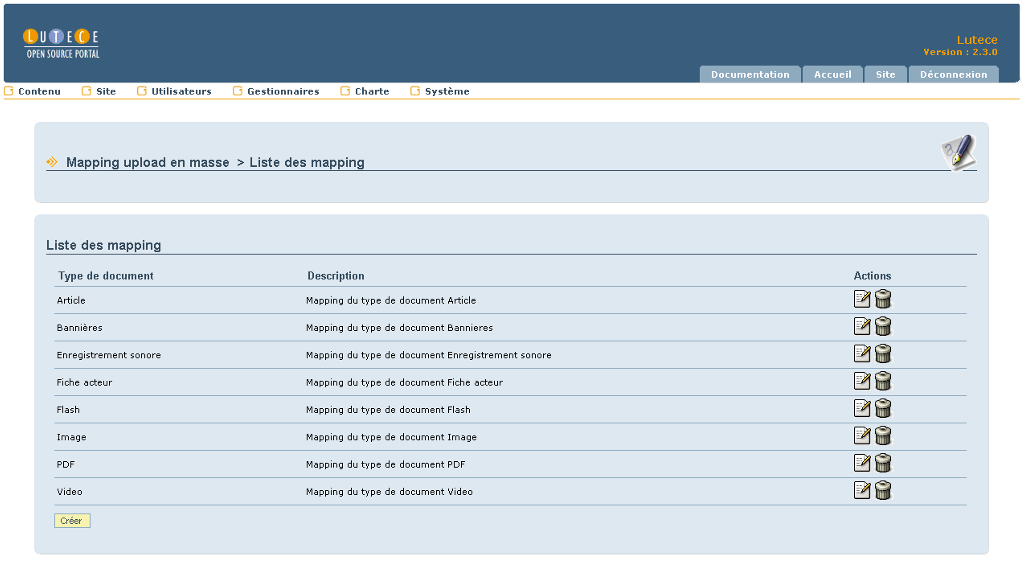 LUTECE
OPEN SOURCE PORTAL
Lutece
Version : 2.3.0
Documentation Accueil Site Déconnexion
Contenu Site Utilisateurs Gestionnaires Charte Système
Mapping upload en masse > Liste des mapping
Liste des mapping
Type de document Description Actions
Article Mapping du type de document Article
Bannières Mapping du type de document Bannieres
Enregistrement sonore Mapping du type de document Enregistrement sonore
Fiche acteur Mapping du type de document Fiche acteur
Flash Mapping du type de document Flash
Image Mapping du type de document Image
PDF Mapping du type de document PDF
Video Mapping du type de document Video
Créer